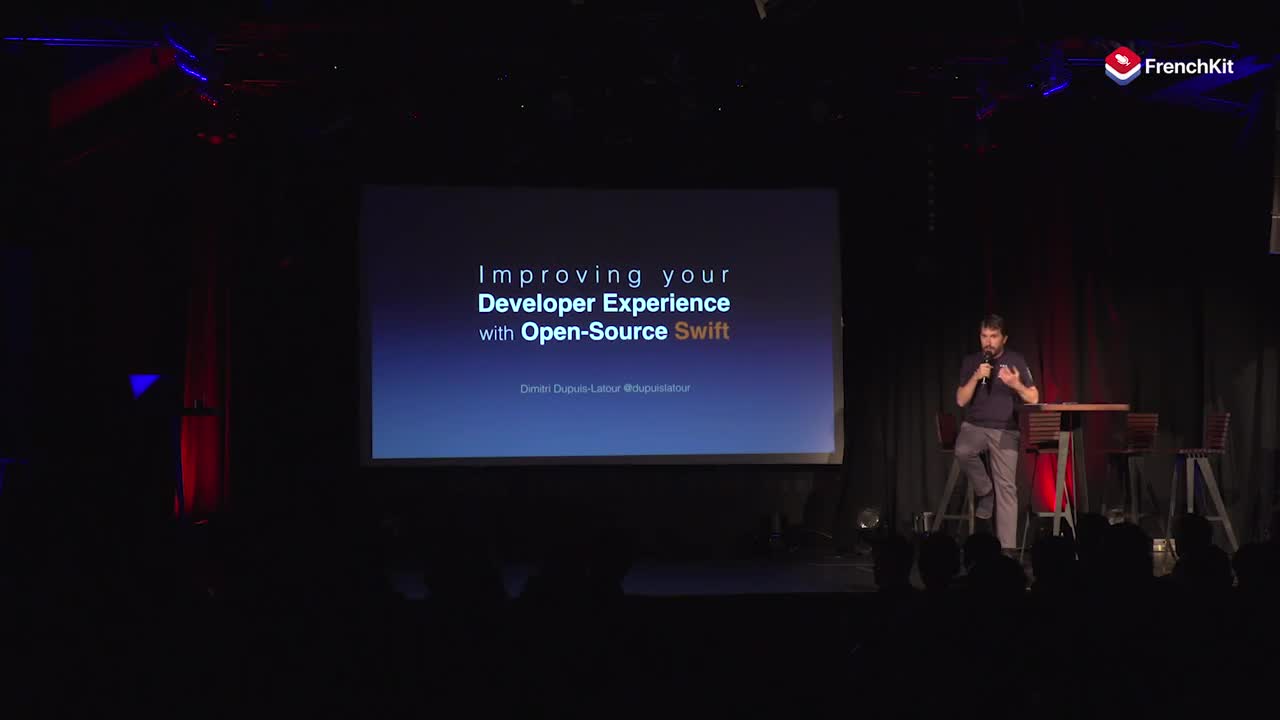 FrenchKit
Improving your
Developer Experience
with Open-Source Swift
Dimitri Dupuis-Latour @dupuislatour